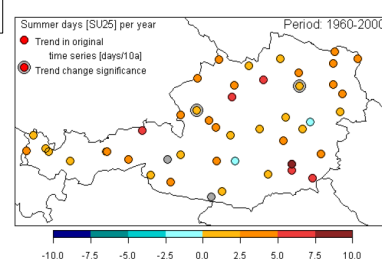 Summer days [SU25] per year
Period: 1960-2000
Trend in original
time series [days/10a]
Trend change significance
-10.0 -7.5 -5.0 -2.5 0.0 2.5 5.0 7.5 10.0